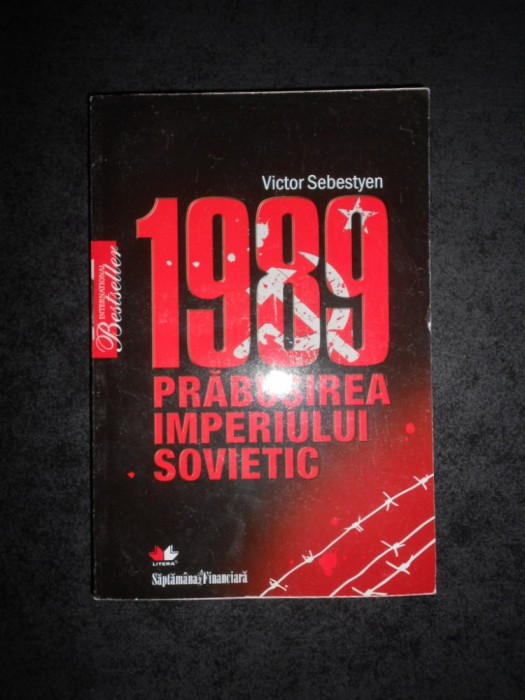 Victor Sebestyen
1989
INTERNATIONAL
Bestseller
PRĂBUȘIREA
IMPERIULUI
SOVIETIC
LITERA®
Săptămâna Financiară